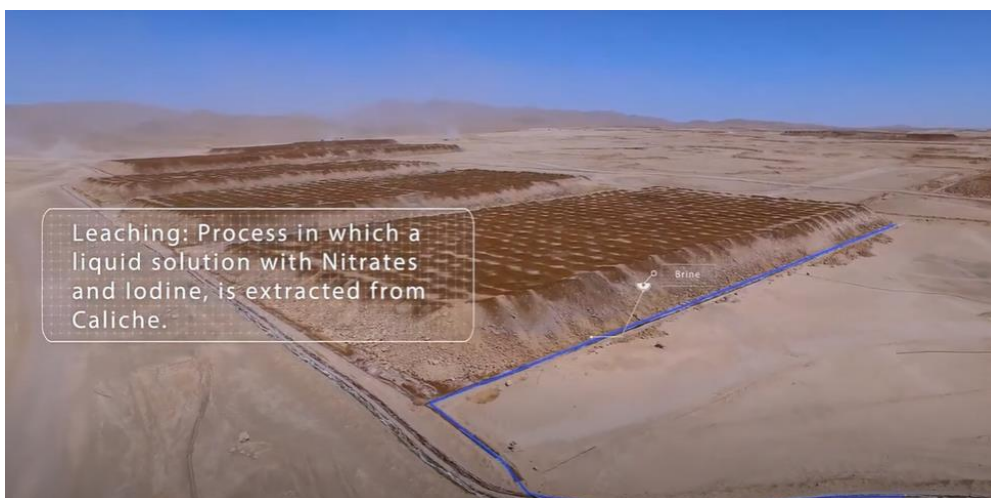 Leaching: Process in which a
liquid solution with Nitrates
and Iodine, is extracted from
Caliche.
Brine